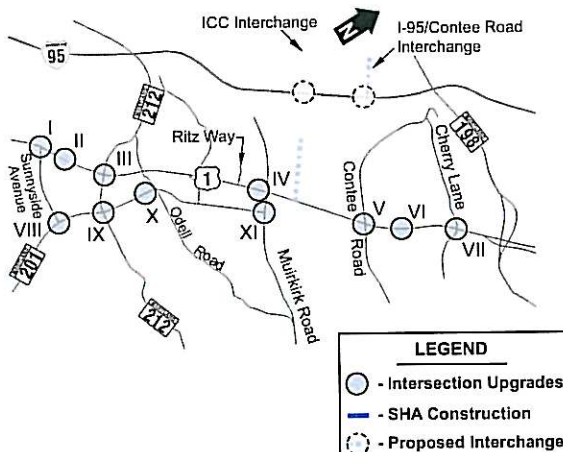 ICC Interchange
N
I-95/Contee Road
Interchange
95
212
198
Ritz Way
1
I
II
III
IV
V
VI
VII
VIII
IX
X
XI
Sunnyside
Avenue
Odell
Road
Muirkirk Road
Contee
Road
Cherry Lane
201
212
LEGEND
- Intersection Upgrades
- SHA Construction
- Proposed Interchange